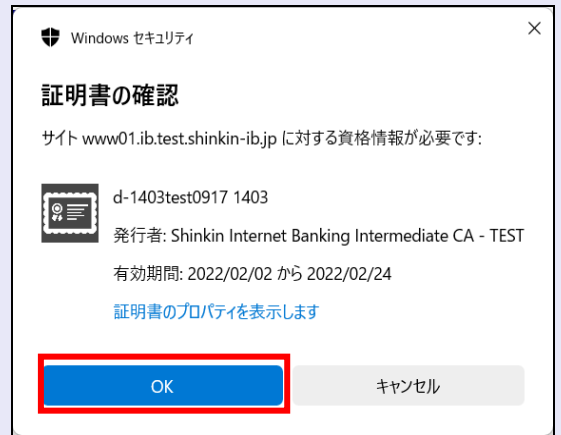 Windows セキュリティ
証明書の確認
サイト www01.ib.test.shinkin-ib.jp に対する資格情報が必要です:
d-1403test0917 1403
発行者: Shinkin Internet Banking Intermediate CA - TEST
有効期間: 2022/02/02 から 2022/02/24
証明書のプロパティを表示します
OK
キャンセル